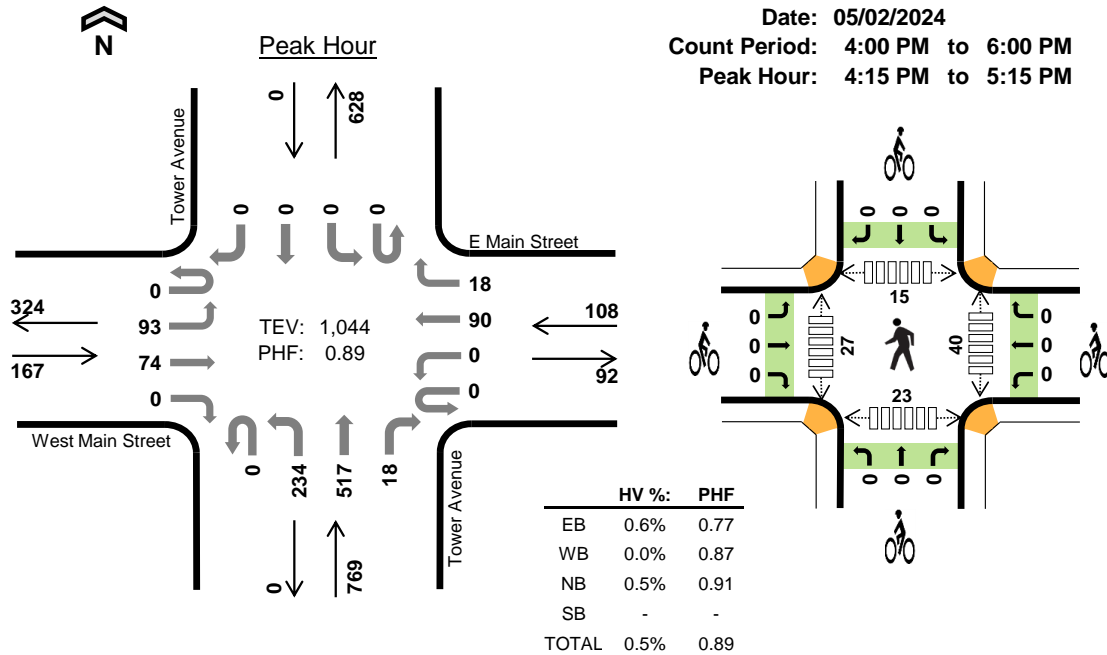 N
Peak Hour
Date: 05/02/2024
Count Period: 4:00 PM to 6:00 PM
Peak Hour: 4:15 PM to 5:15 PM
Tower Avenue
0
628
0 0 0 0
E Main Street
0
93
74
0
324
167
TEV: 1,044
PHF: 0.89
18
90
0
0
108
92
West Main Street
0 234 517 18
Tower Avenue
0
769
0 0 0
15
0
0
0
27
40
0
0
0
23
0 0 0
HV %: PHF
EB 0.6% 0.77
WB 0.0% 0.87
NB 0.5% 0.91
SB - -
TOTAL 0.5% 0.89